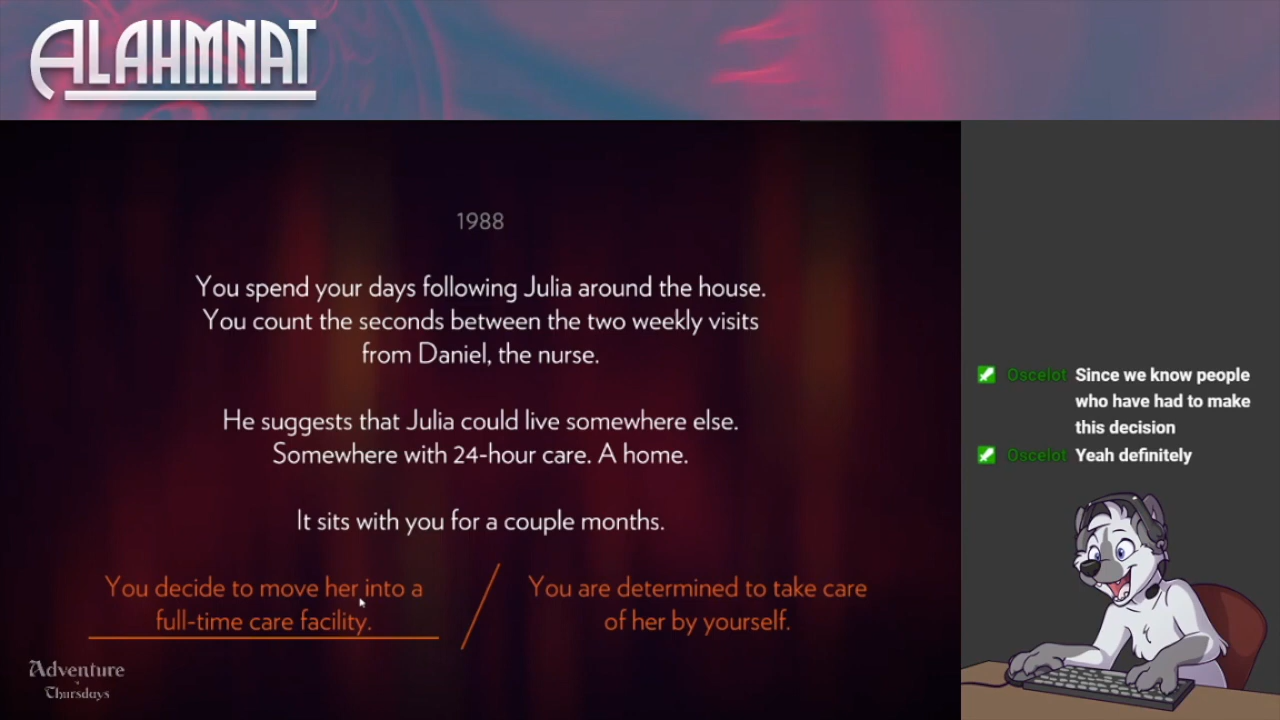 ALAHMNAT
1988
You spend your days following Julia around the house.
You count the seconds between the two weekly visits
from Daniel, the nurse.
He suggests that Julia could live somewhere else.
Somewhere with 24-hour care. A home.
It sits with you for a couple months.
You decide to move her into a
full-time care facility.
You are determined to take care
of her by yourself.
Adventure
Thursdays
Oscelot Since we know people
who have had to make
this decision
Oscelot Yeah definitely